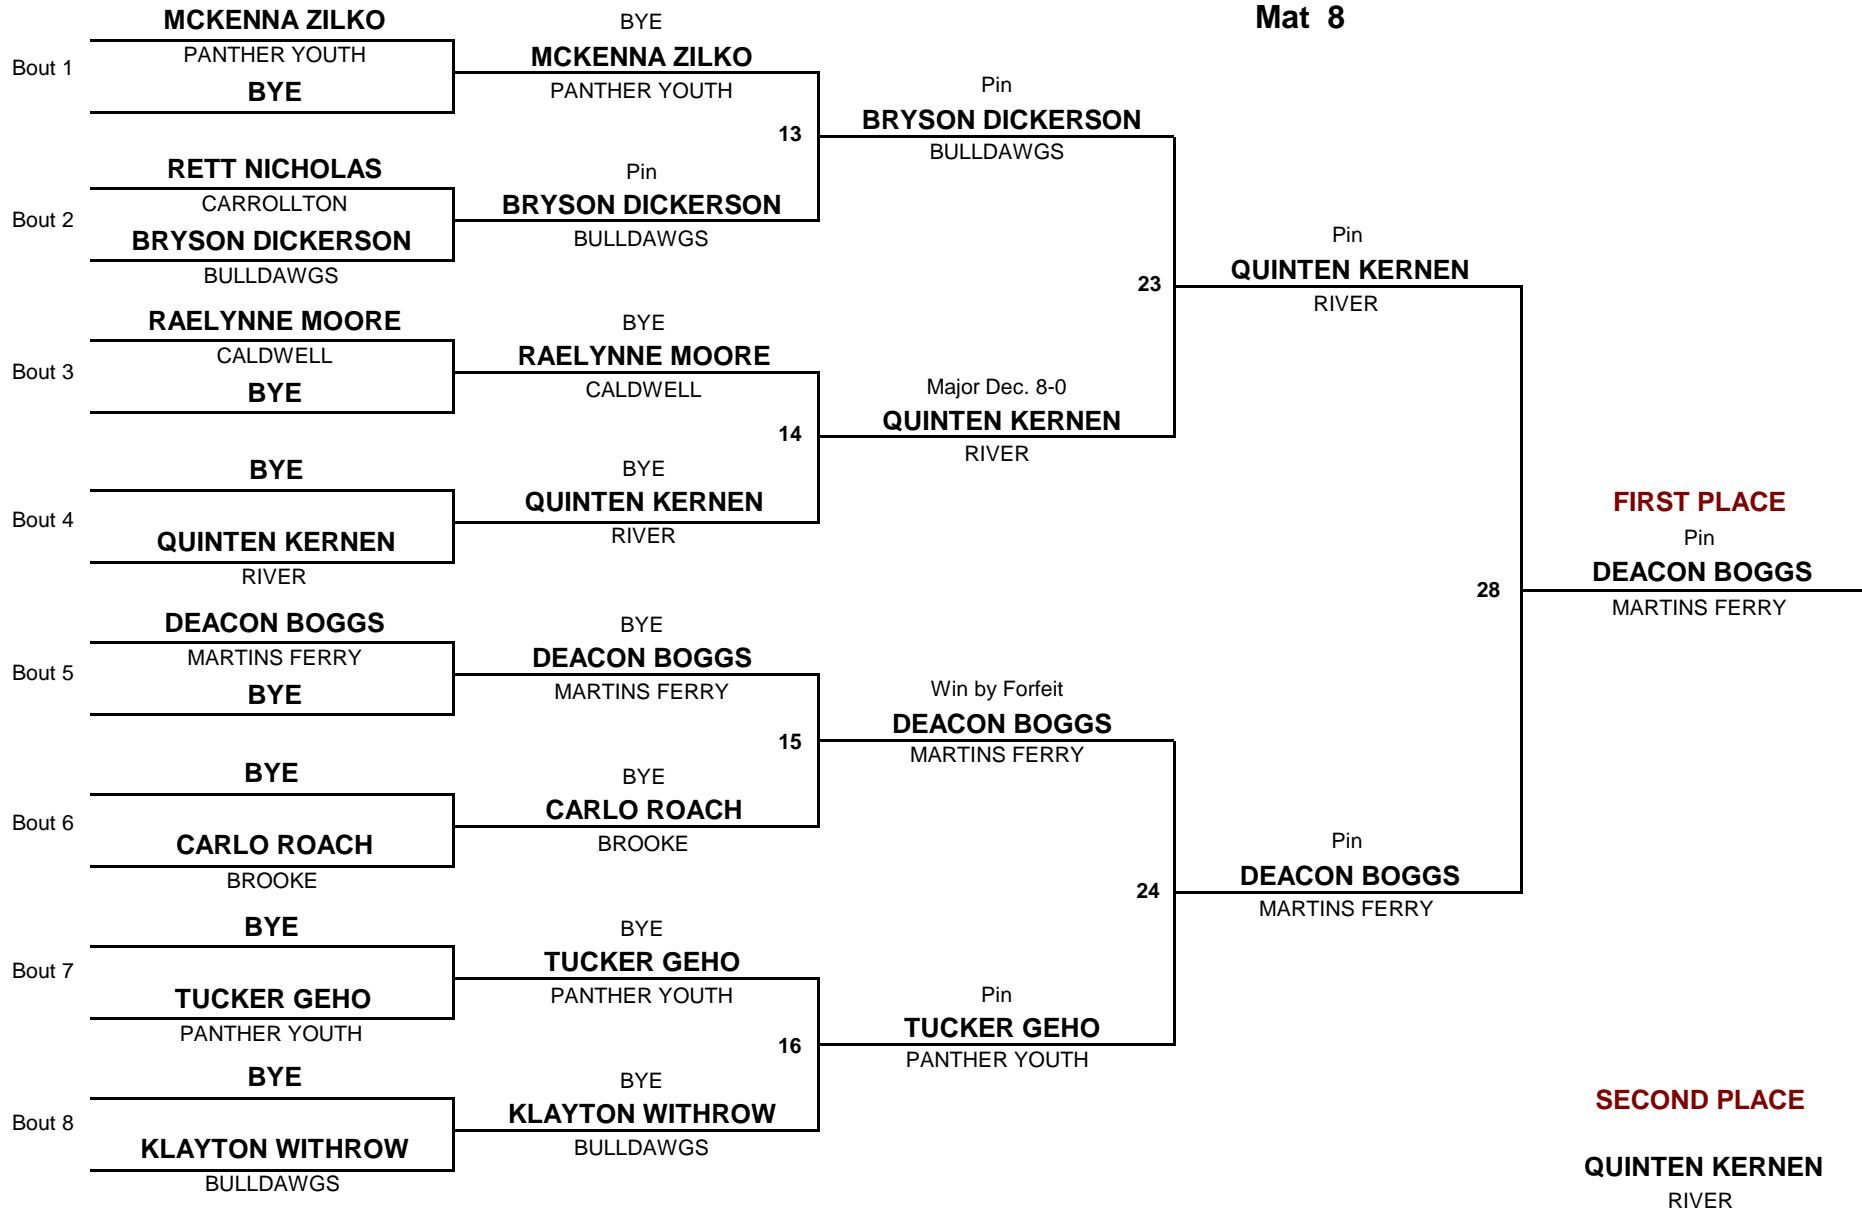 Mat 8
Bout 1
MCKENNA ZILKO
PANTHER YOUTH
BYE
Bout 2
RETT NICHOLAS
CARROLLTON
BRYSON DICKERSON
BULLDAWGS
Bout 3
RAELYNNE MOORE
CALDWELL
BYE
Bout 4
BYE
QUINTEN KERNEN
RIVER
Bout 5
DEACON BOGGS
MARTINS FERRY
BYE
Bout 6
BYE
CARLO ROACH
BROOKE
Bout 7
BYE
TUCKER GEHO
PANTHER YOUTH
Bout 8
BYE
KLAYTON WITHROW
BULLDAWGS
BYE
MCKENNA ZILKO
PANTHER YOUTH
13
Pin
BRYSON DICKERSON
BULLDAWGS
BYE
RAELYNNE MOORE
CALDWELL
14
BYE
QUINTEN KERNEN
RIVER
BYE
DEACON BOGGS
MARTINS FERRY
15
BYE
CARLO ROACH
BROOKE
BYE
TUCKER GEHO
PANTHER YOUTH
16
BYE
KLAYTON WITHROW
BULLDAWGS
Pin
BRYSON DICKERSON
BULLDAWGS
23
Major Dec. 8-0
QUINTEN KERNEN
RIVER
Win by Forfeit
DEACON BOGGS
MARTINS FERRY
24
Pin
TUCKER GEHO
PANTHER YOUTH
Pin
QUINTEN KERNEN
RIVER
28
Pin
DEACON BOGGS
MARTINS FERRY
FIRST PLACE
Pin
DEACON BOGGS
MARTINS FERRY
SECOND PLACE
QUINTEN KERNEN
RIVER